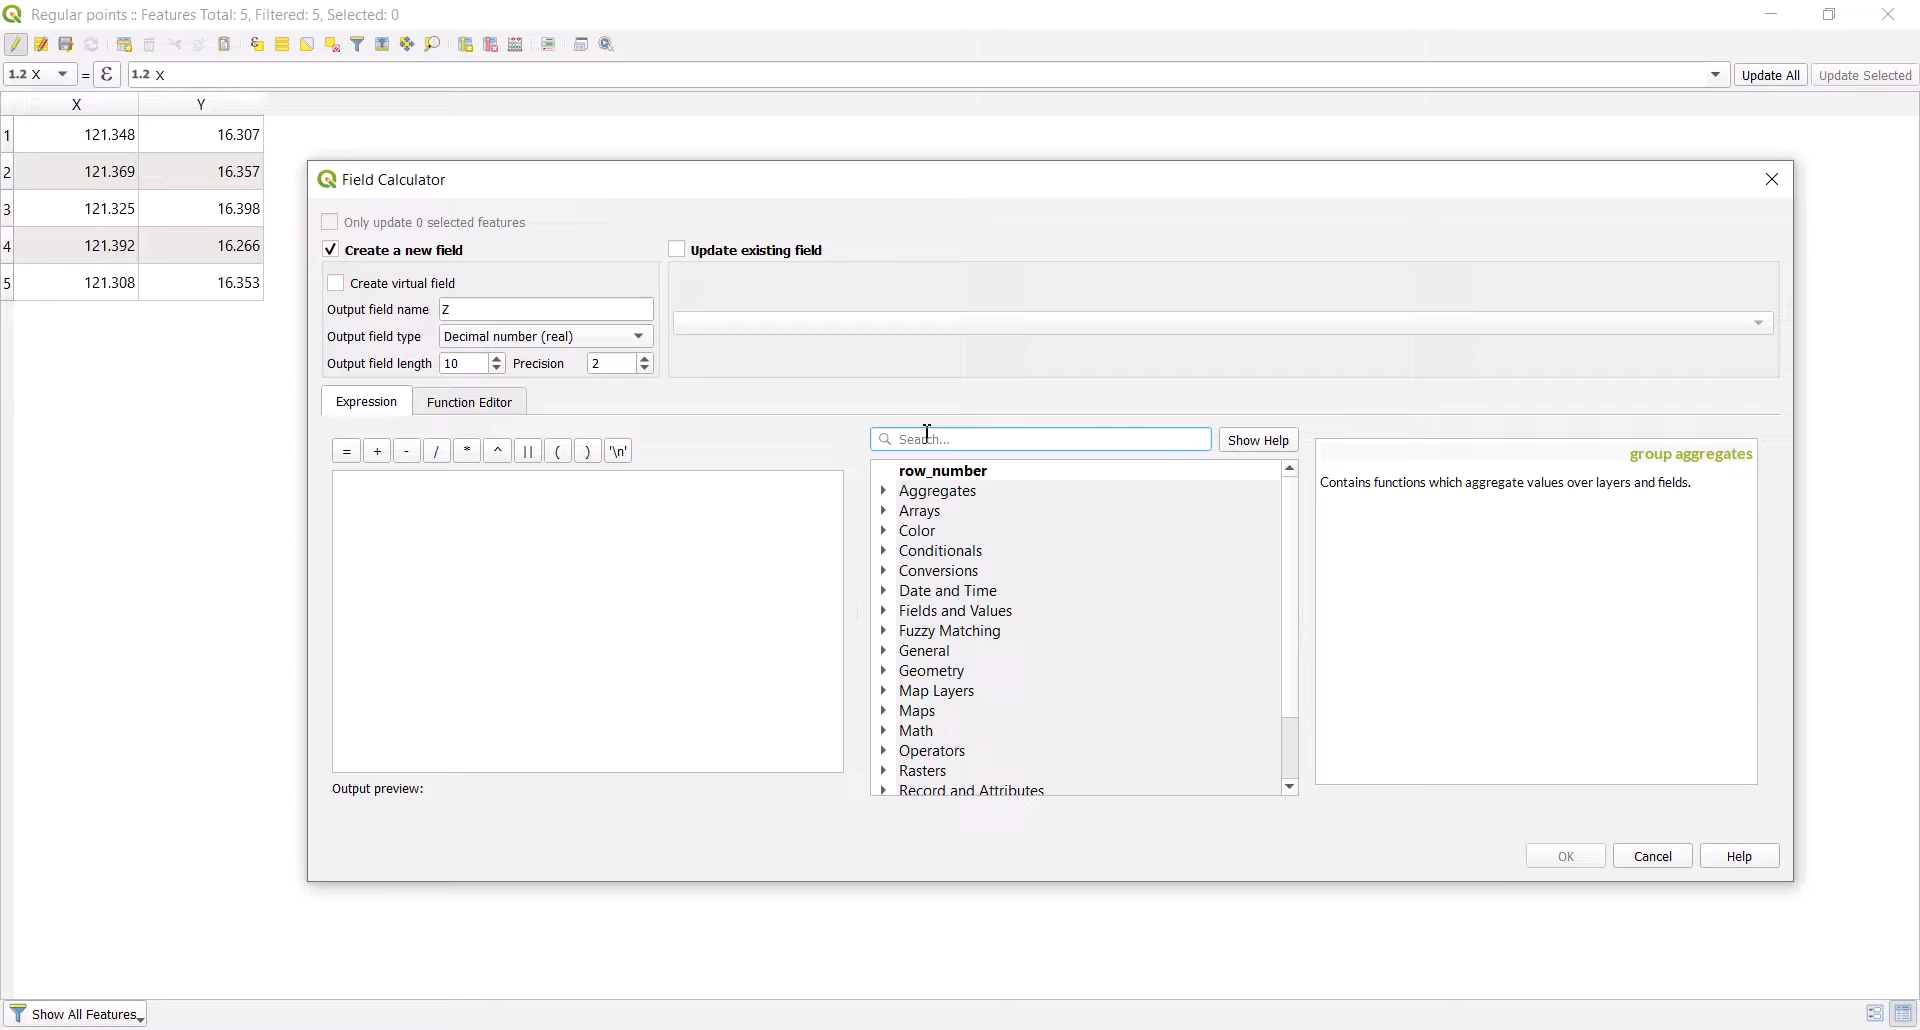 Regular points :: Features Total: 5, Filtered: 5, Selected: 0
1.2 X = ε 1.2 X Update All Update Selected
X Y
1 121.348 16.307
2 121.369 16.357
3 121.325 16.398
4 121.392 16.266
5 121.308 16.353
Field Calculator
Only update 0 selected features
Create a new field Update existing field
Create virtual field
Output field name Z
Output field type Decimal number (real)
Output field length 10 Precision 2
Expression Function Editor
= + - / * ^ || ( ) '\n'
Search... Show Help
row_number
Aggregates
Arrays
Color
Conditionals
Conversions
Date and Time
Fields and Values
Fuzzy Matching
General
Geometry
Map Layers
Maps
Math
Operators
Rasters
Record and Attributes
group aggregates
Contains functions which aggregate values over layers and fields.
Output preview:
OK Cancel Help
Show All Features